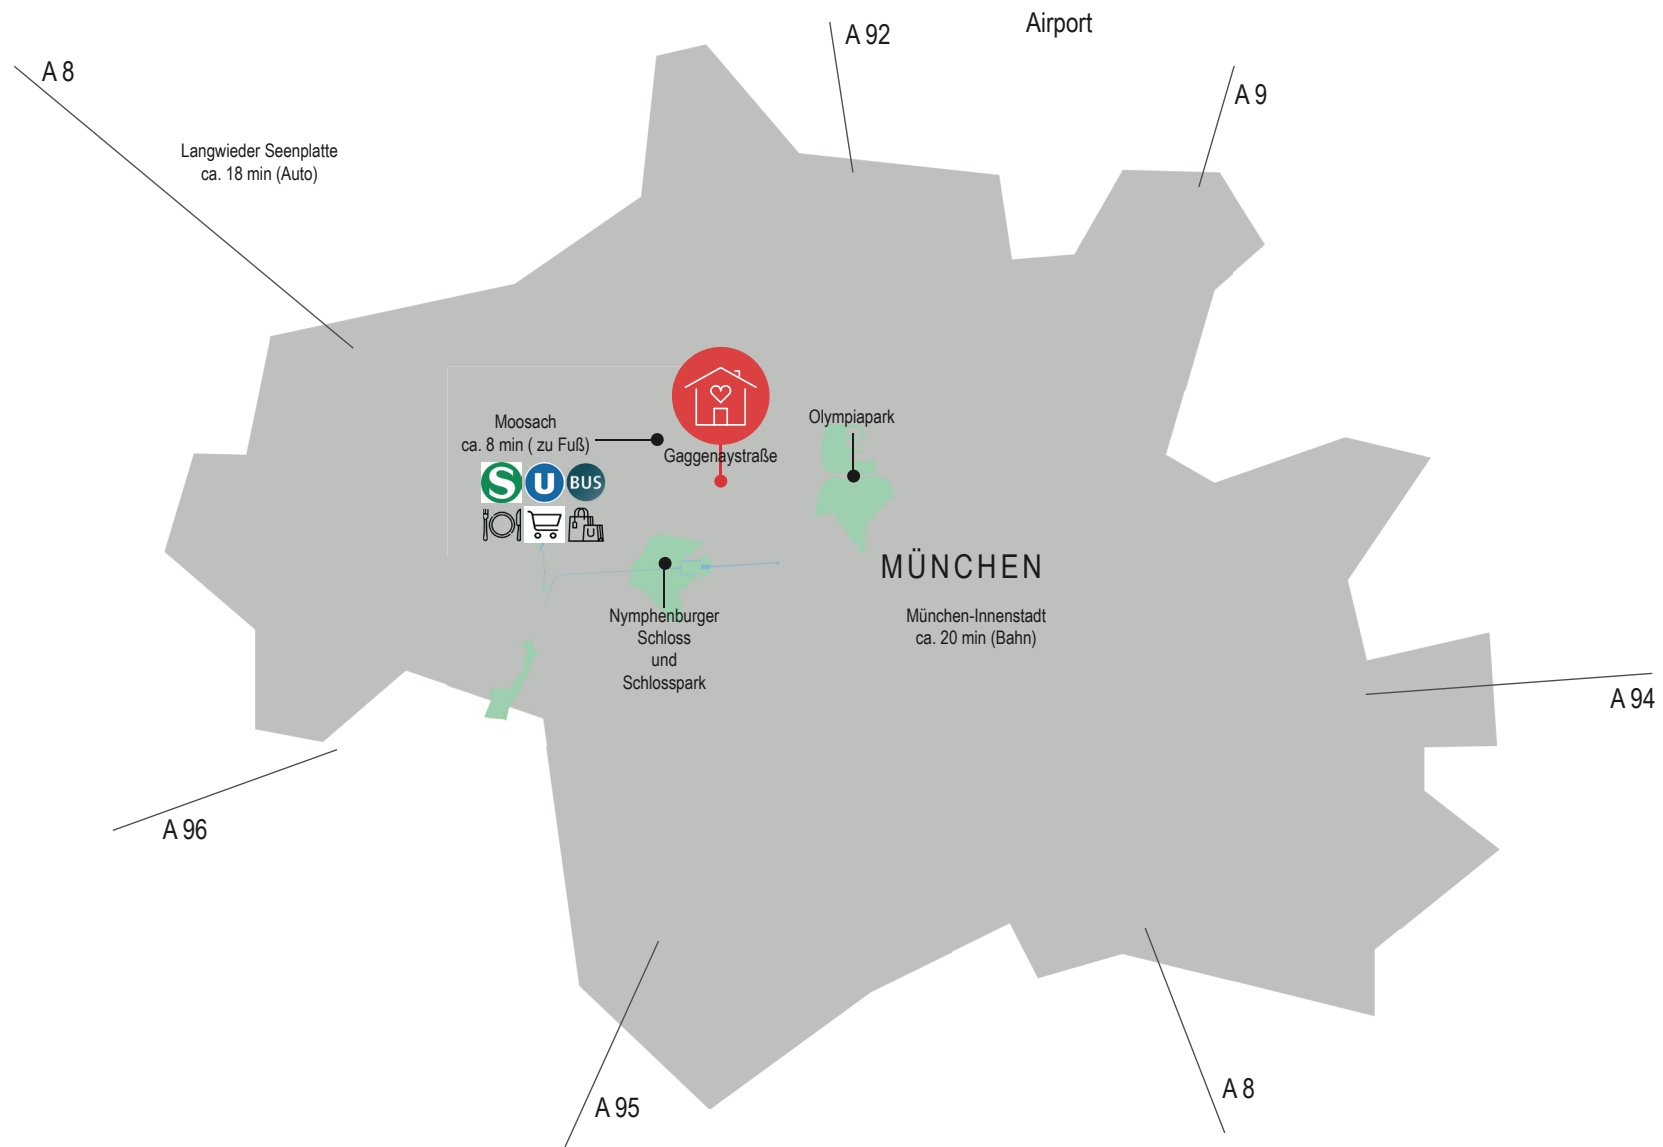 Airport
A 92
A 8
A 9
Langwieder Seenplatte
ca. 18 min (Auto)
Moosach
ca. 8 min ( zu Fuß)
S U BUS
Gaggenaystraße
Olympiapark
MÜNCHEN
München-Innenstadt
ca. 20 min (Bahn)
Nymphenburger
Schloss
und
Schlosspark
A 94
A 96
A 95
A 8